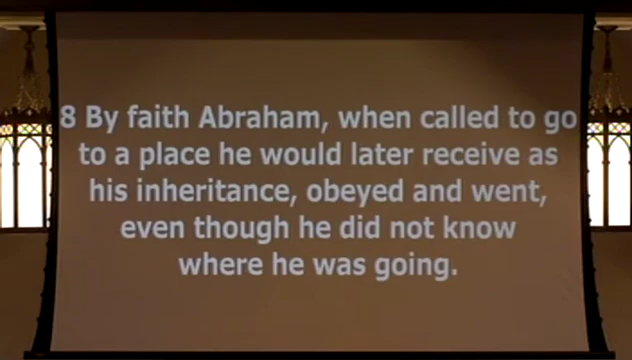 8 By faith Abraham, when called to go
to a place he would later receive as
his inheritance, obeyed and went,
even though he did not know
where he was going.